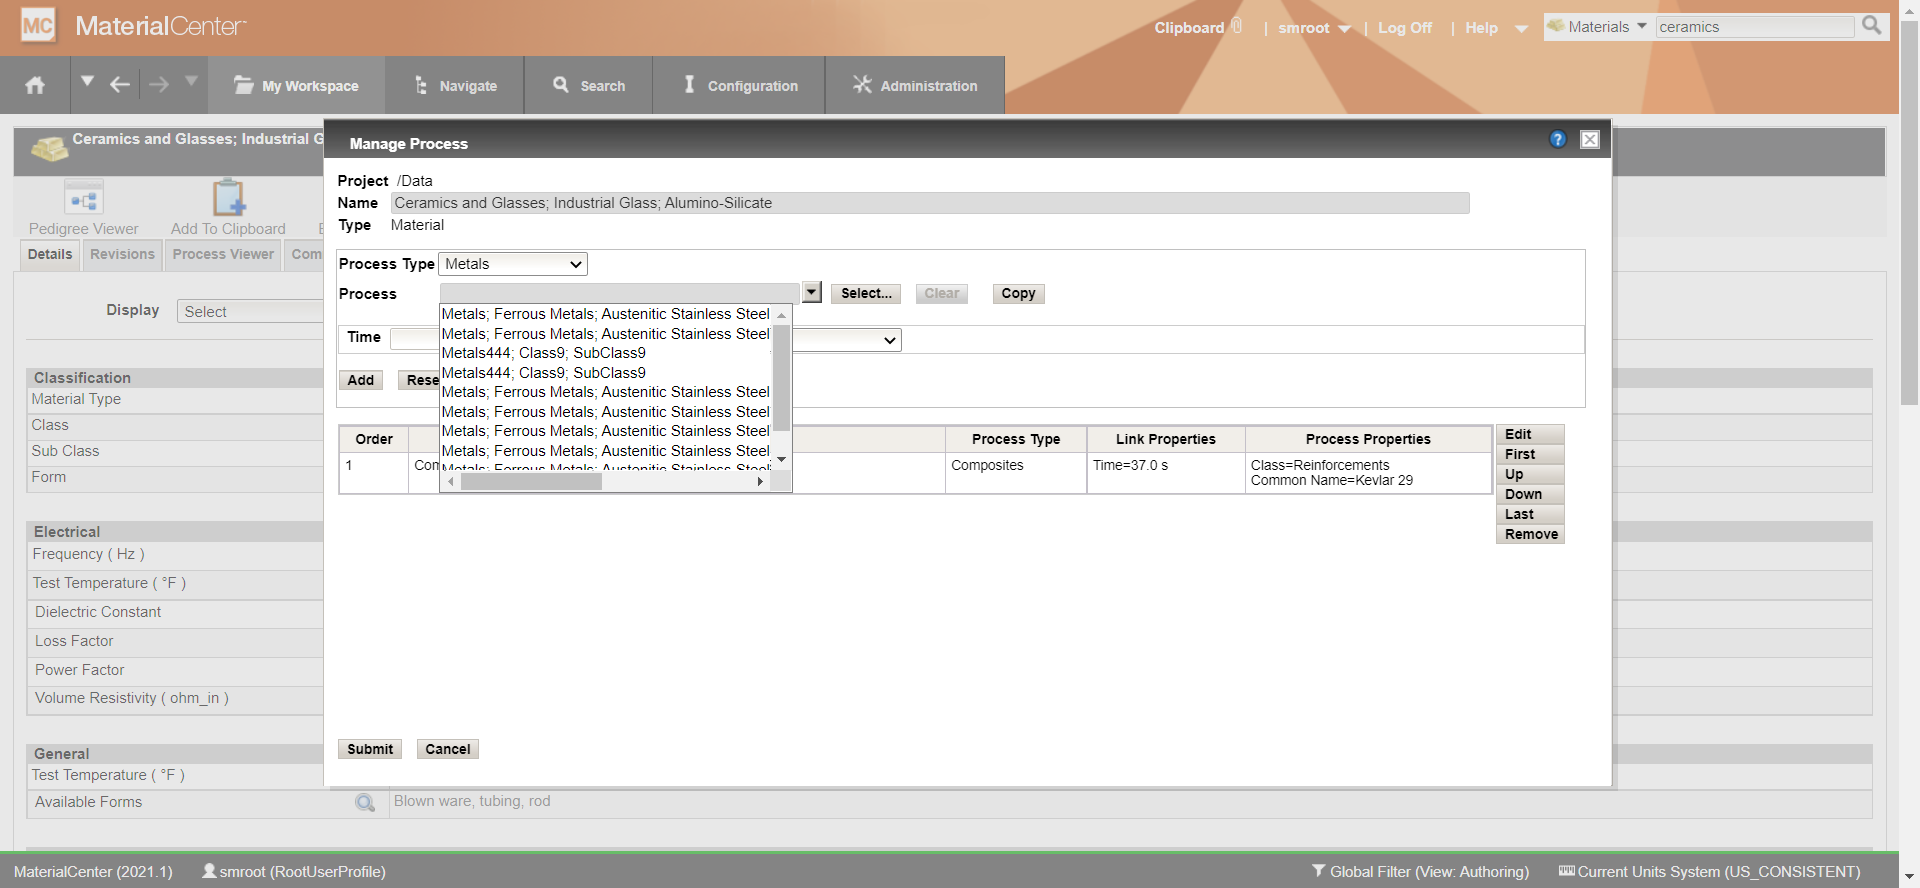 MC MaterialCenter
Clipboard | smroot | Log Off | Help
Materials ceramics
My Workspace Navigate Search Configuration Administration
Ceramics and Glasses; Industrial G
Pedigree Viewer Add To Clipboard
Details Revisions Process Viewer Com
Display Select
Classification
Material Type
Class
Sub Class
Form
Electrical
Frequency ( Hz )
Test Temperature ( °F )
Dielectric Constant
Loss Factor
Power Factor
Volume Resistivity ( ohm_in )
General
Test Temperature ( °F )
Available Forms Blown ware, tubing, rod
Manage Process ?
Project /Data
Name Ceramics and Glasses; Industrial Glass; Alumino-Silicate
Type Material
Process Type Metals
Process Select... Clear Copy
Metals; Ferrous Metals; Austenitic Stainless Steel
Metals; Ferrous Metals; Austenitic Stainless Steel
Metals444; Class9; SubClass9
Metals444; Class9; SubClass9
Metals; Ferrous Metals; Austenitic Stainless Steel
Metals; Ferrous Metals; Austenitic Stainless Steel
Metals; Ferrous Metals; Austenitic Stainless Steel
Metals; Ferrous Metals; Austenitic Stainless Steel
Metals; Ferrous Metals; Austenitic Stainless Steel
Time
Add Rese
Order Process Type Link Properties Process Properties
1 Com Composites Time=37.0 s Class=Reinforcements
Common Name=Kevlar 29
Edit
First
Up
Down
Last
Remove
Submit Cancel
MaterialCenter (2021.1) smroot (RootUserProfile) Global Filter (View: Authoring) Current Units System (US_CONSISTENT)